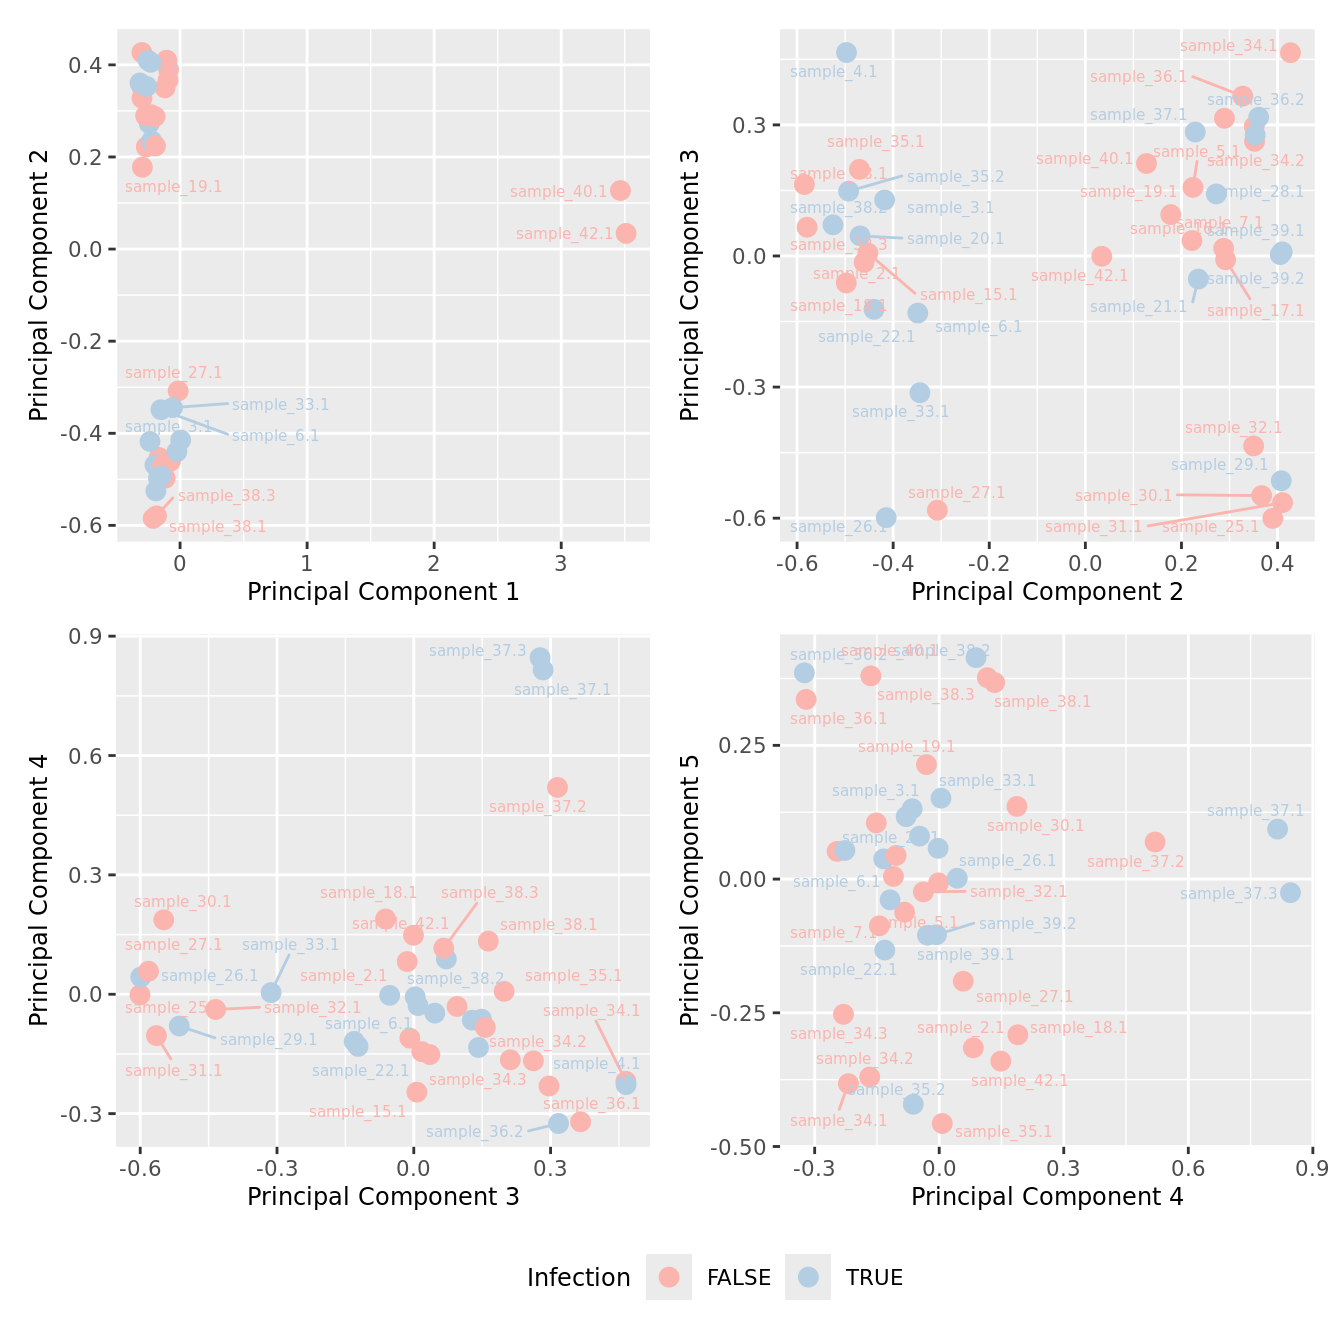 0.4
0.2
0.0
-0.2
-0.4
-0.6
Principal Component 2
sample_19.1
sample_40.1
sample_42.1
sample_27.1
sample_33.1
sample_3.1
sample_6.1
sample_38.3
sample_38.1
0
1
2
3
Principal Component 1
0.3
0.0
-0.3
-0.6
Principal Component 3
sample_34.1
sample_4.1
sample_36.1
sample_36.2
sample_37.1
sample_35.1
sample_5.1
sample_40.1
sample_34.2
sample_35.2
sample_19.1
sample_28.1
sample_38.2
sample_3.1
sample_7.1
sample_39.1
sample_20.1
sample_2.1
sample_42.1
sample_39.2
sample_15.1
sample_21.1
sample_17.1
sample_6.1
sample_22.1
sample_33.1
sample_32.1
sample_29.1
sample_27.1
sample_30.1
sample_26.1
sample_31.1
sample_25.1
-0.6
-0.4
-0.2
0.0
0.2
0.4
Principal Component 2
0.9
0.6
0.3
0.0
-0.3
Principal Component 4
sample_37.3
sample_37.1
sample_37.2
sample_18.1
sample_38.3
sample_30.1
sample_42.1
sample_38.1
sample_27.1
sample_33.1
sample_26.1
sample_2.1
sample_38.2
sample_35.1
sample_32.1
sample_34.1
sample_6.1
sample_29.1
sample_34.2
sample_4.1
sample_31.1
sample_22.1
sample_34.3
sample_36.1
sample_15.1
sample_36.2
-0.6
-0.3
0.0
0.3
Principal Component 3
0.25
0.00
-0.25
-0.50
Principal Component 5
sample_36.2
sample_40.1
sample_38.2
sample_38.3
sample_38.1
sample_36.1
sample_19.1
sample_33.1
sample_3.1
sample_37.1
sample_30.1
sample_26.1
sample_37.2
sample_6.1
sample_32.1
sample_37.3
sample_5.1
sample_39.2
sample_7.1
sample_39.1
sample_22.1
sample_27.1
sample_2.1
sample_18.1
sample_34.3
sample_34.2
sample_42.1
sample_35.2
sample_34.1
sample_35.1
-0.3
0.0
0.3
0.6
0.9
Principal Component 4
Infection
FALSE
TRUE